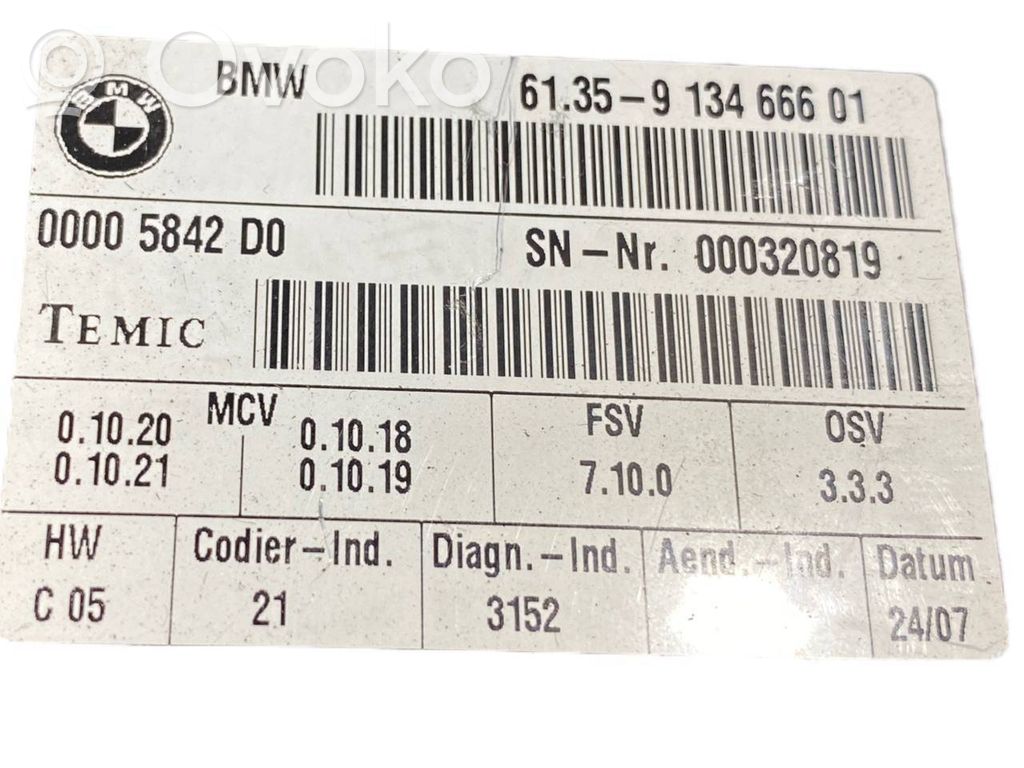 Ovoko
BMW
BMW 61.35-9 134 666 01
0000 5842 D0 SN-Nr. 000320819
TEMIC
MCV FSV OSV
0.10.20 0.10.18 7.10.0 3.3.3
0.10.21 0.10.19
HW Codier-Ind. Diagn.-Ind. Aend.-Ind. Datum
C 05 21 3152 24/07